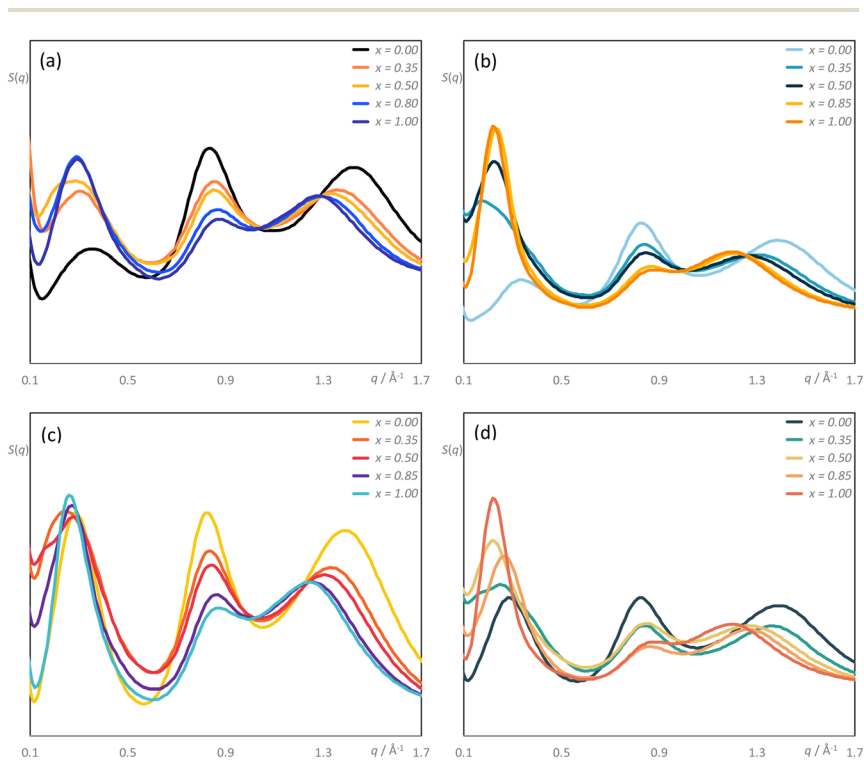 (a)
S(q)
x = 0.00
x = 0.35
x = 0.50
x = 0.80
x = 1.00
0.1 0.5 0.9 1.3 q / Å-1 1.7
(b)
S(q)
x = 0.00
x = 0.35
x = 0.50
x = 0.85
x = 1.00
0.1 0.5 0.9 1.3 q / Å-1 1.7
(c)
S(q)
x = 0.00
x = 0.35
x = 0.50
x = 0.85
x = 1.00
0.1 0.5 0.9 1.3 q / Å-1 1.7
(d)
S(q)
x = 0.00
x = 0.35
x = 0.50
x = 0.85
x = 1.00
0.1 0.5 0.9 1.3 q / Å-1 1.7